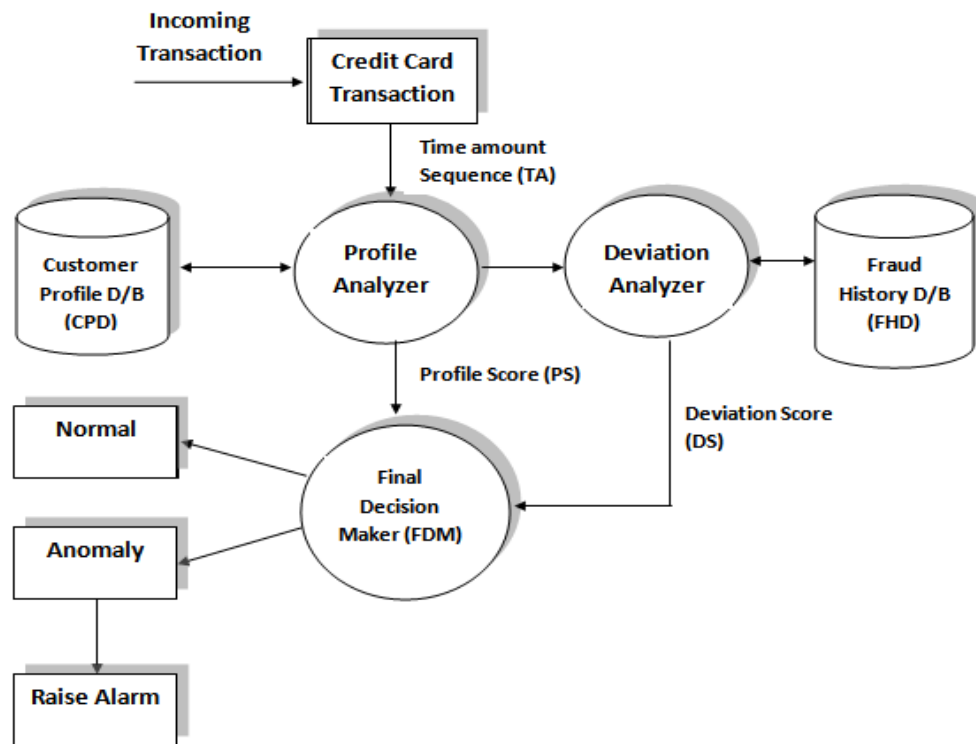 Incoming
Transaction
Credit Card
Transaction
Time amount
Sequence (TA)
Customer
Profile D/B
(CPD)
Profile
Analyzer
Deviation
Analyzer
Fraud
History D/B
(FHD)
Profile Score (PS)
Deviation Score
(DS)
Normal
Final
Decision
Maker (FDM)
Anomaly
Raise Alarm